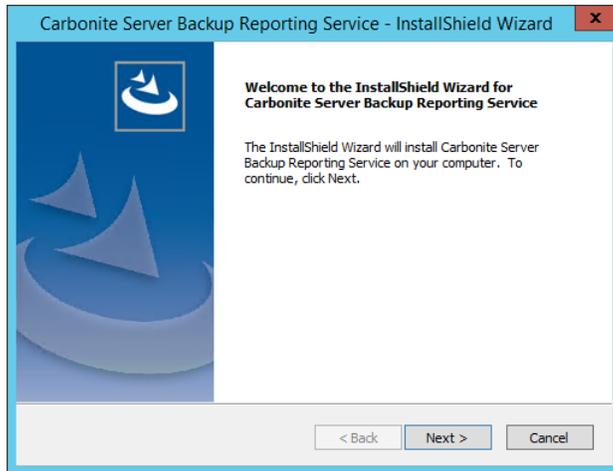 Carbonite Server Backup Reporting Service - InstallShield Wizard
x
Welcome to the InstallShield Wizard for
Carbonite Server Backup Reporting Service
The InstallShield Wizard will install Carbonite Server
Backup Reporting Service on your computer.  To
continue, click Next.
< Back
Next >
Cancel